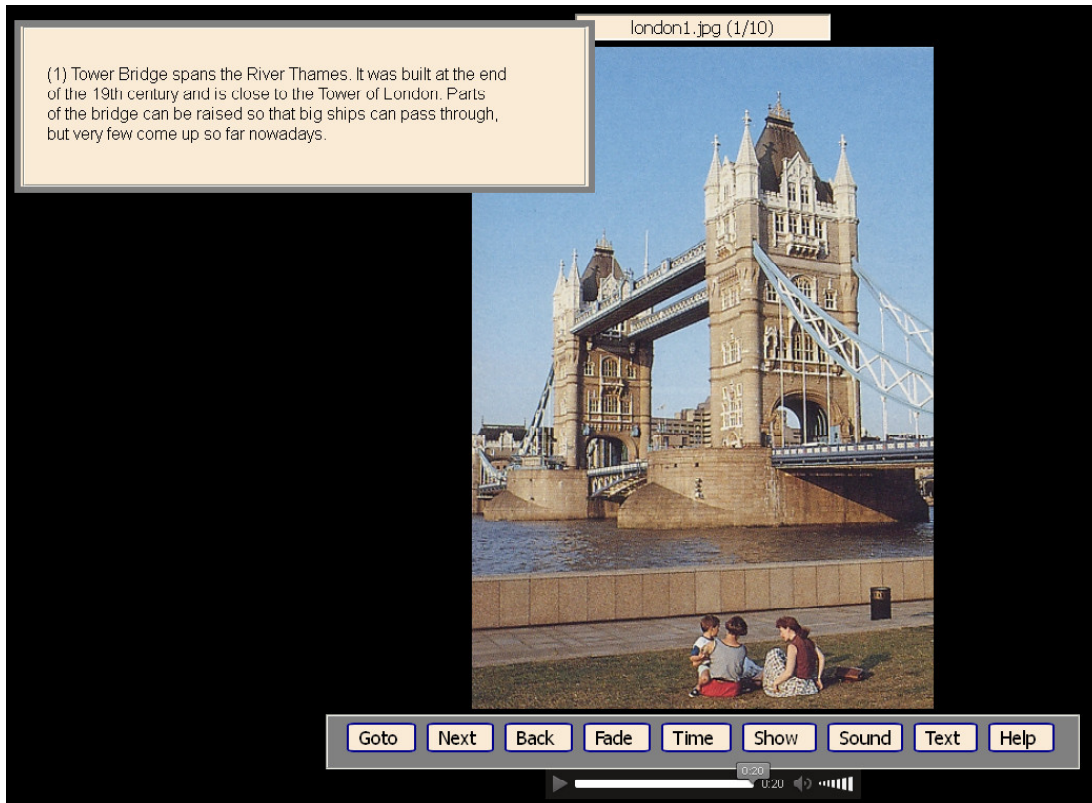 london1.jpg (1/10)
(1) Tower Bridge spans the River Thames. It was built at the end
of the 19th century and is close to the Tower of London. Parts
of the bridge can be raised so that big ships can pass through,
but very few come up so far nowadays.
Goto Next Back Fade Time Show Sound Text Help
0:20
0:20